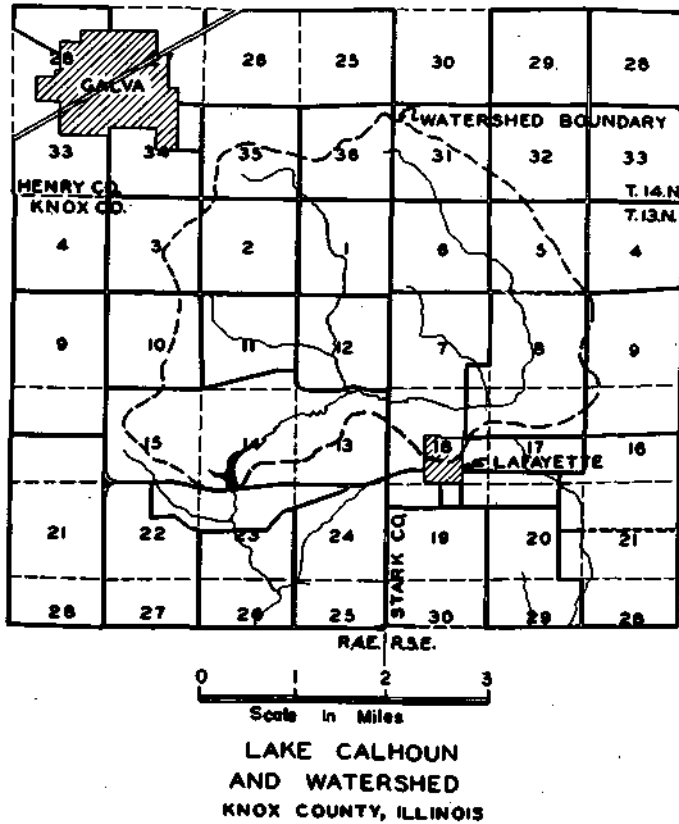 28 27 26 25 30 29 28
GALVA
WATERSHED BOUNDARY
33 34 35 36 31 32 33
HENRY CO. T.14.N.
KNOX CO. T.13.N.
4 3 2 1 6 5 4
9 10 11 12 7 8 9
15 14 13 18 17 16
LAFAYETTE
21 22 23 24 19 20 21
STARK CO.
28 27 26 25 30 29 28
R.4.E. R.5.E.
0 1 2 3
Scale in Miles
LAKE CALHOUN
AND WATERSHED
KNOX COUNTY, ILLINOIS